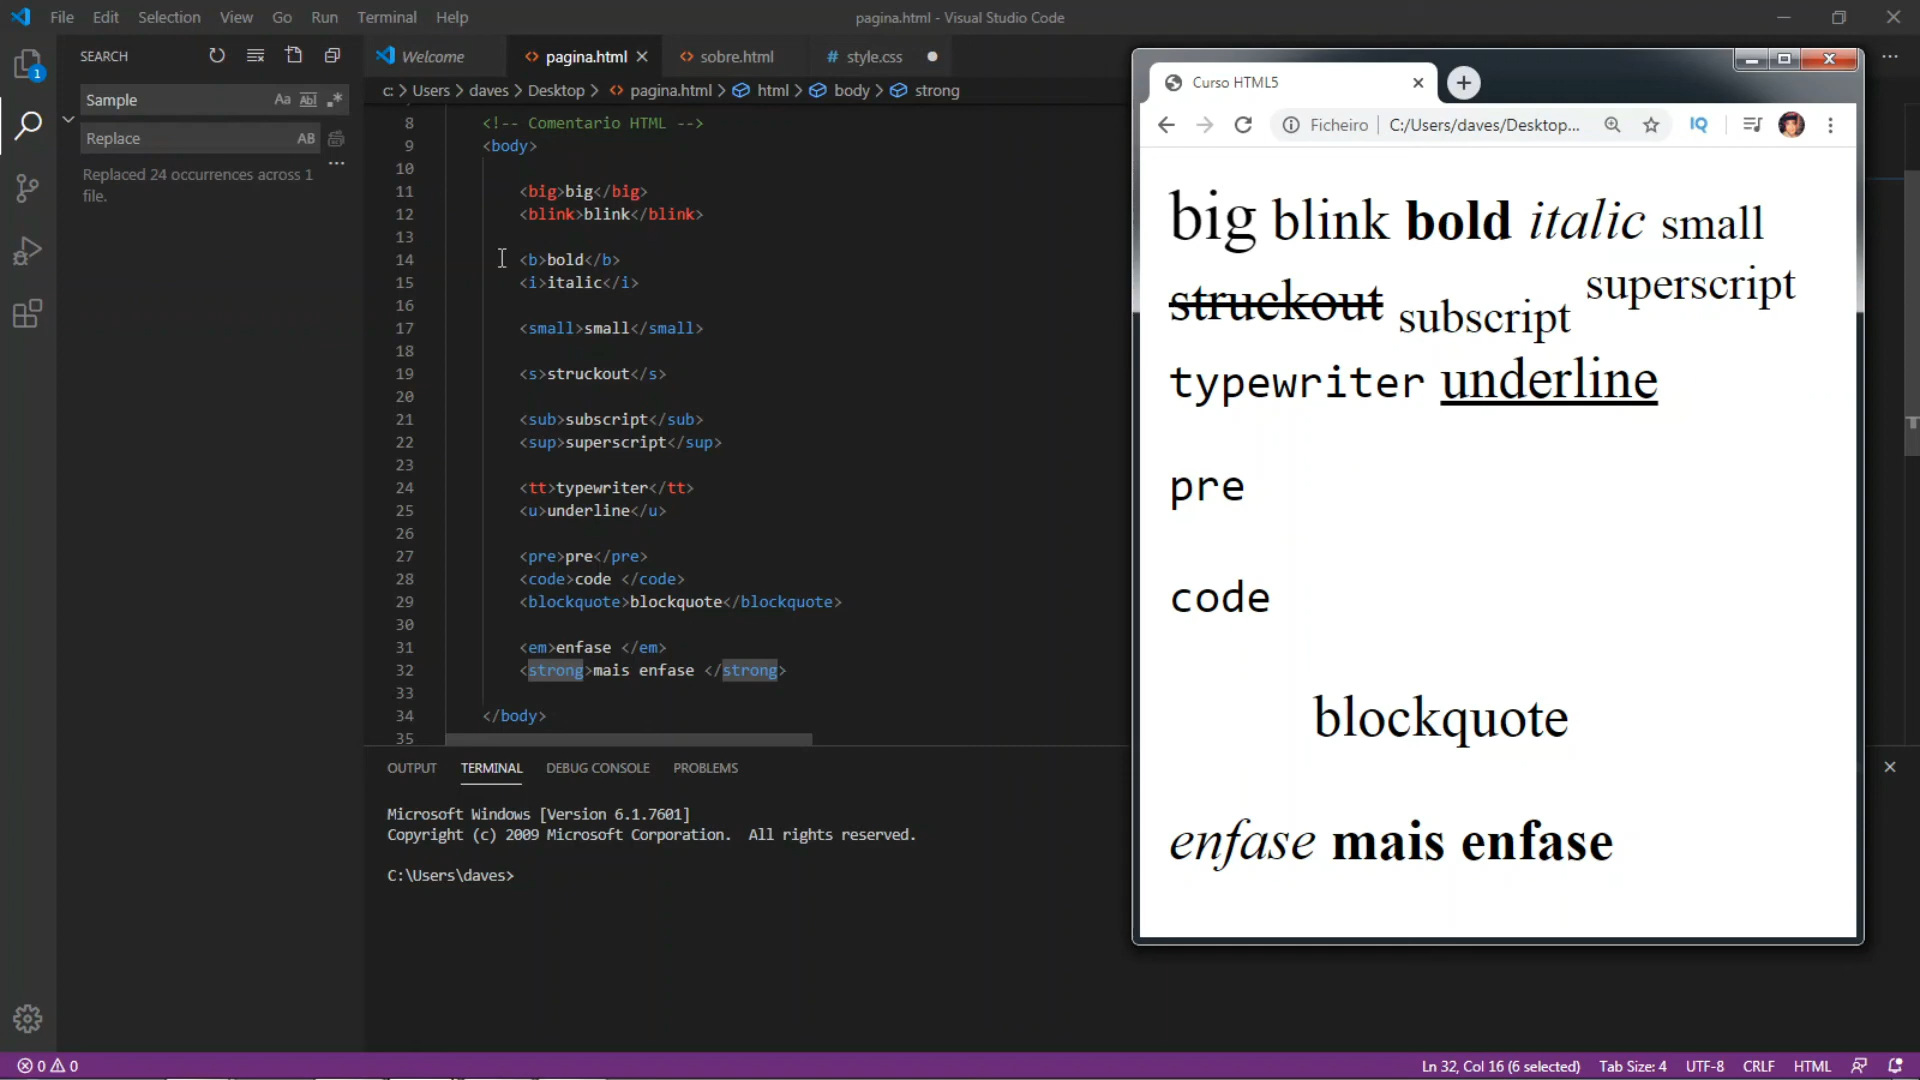 File Edit Selection View Go Run Terminal Help
pagina.html - Visual Studio Code
SEARCH
Sample
Aa Abl .*
Replace
AB
Replaced 24 occurrences across 1
file.
1
Welcome
pagina.html
sobre.html
# style.css
c: > Users > daves > Desktop > pagina.html > html > body > strong
8 <!-- Comentario HTML -->
9 <body>
10
11 <big>big</big>
12 <blink>blink</blink>
13
14 <b>bold</b>
15 <i>italic</i>
16
17 <small>small</small>
18
19 <s>struckout</s>
20
21 <sub>subscript</sub>
22 <sup>superscript</sup>
23
24 <tt>typewriter</tt>
25 <u>underline</u>
26
27 <pre>pre</pre>
28 <code>code </code>
29 <blockquote>blockquote</blockquote>
30
31 <em>enfase </em>
32 <strong>mais enfase </strong>
33
34 </body>
35
OUTPUT TERMINAL DEBUG CONSOLE PROBLEMS
Microsoft Windows [Version 6.1.7601]
Copyright (c) 2009 Microsoft Corporation. All rights reserved.
C:\Users\daves>
Curso HTML5
Ficheiro | C:/Users/daves/Desktop...
IQ
big blink bold italic small
struckout subscript superscript
typewriter underline
pre
code
blockquote
enfase mais enfase
0 0
Ln 32, Col 16 (6 selected) Tab Size: 4 UTF-8 CRLF HTML